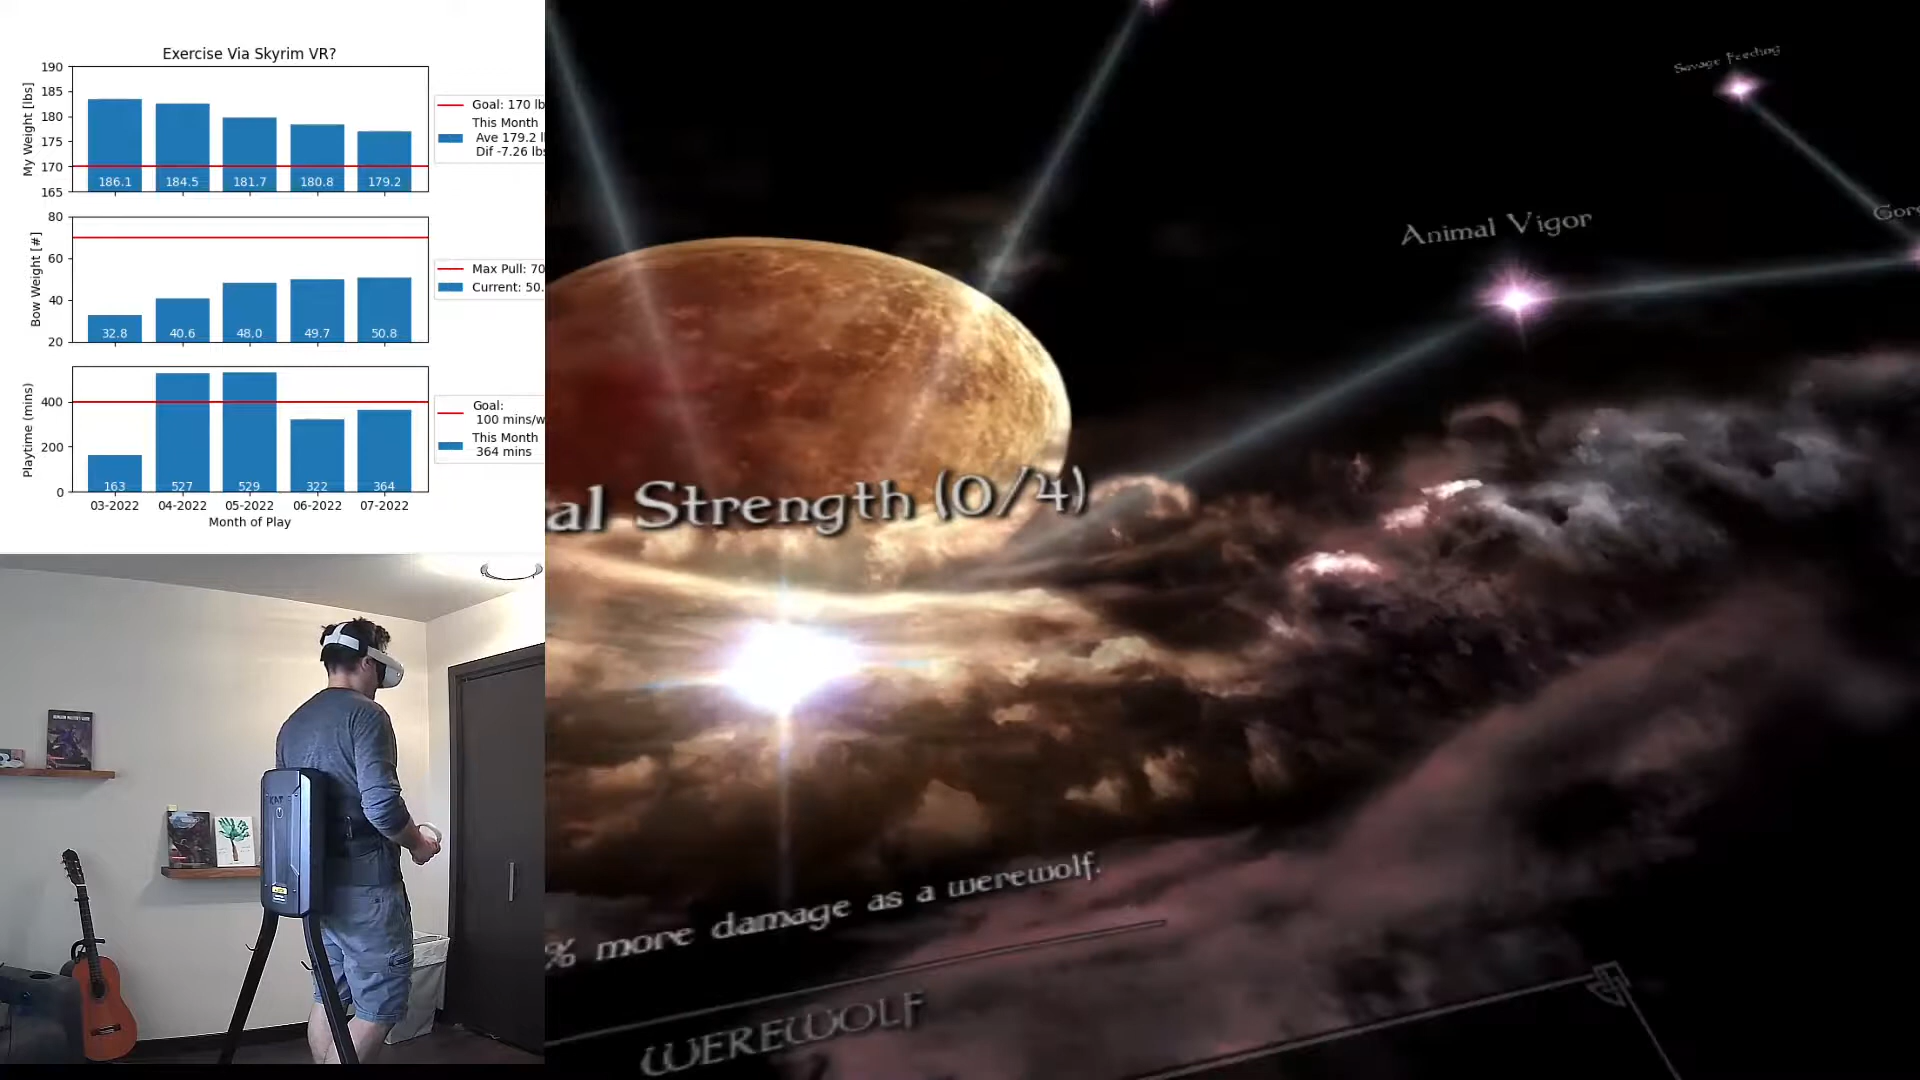 Exercise Via Skyrim VR?
My Weight [lbs]
190
185
180
175
170
165
186.1 184.5 181.7 180.8 179.2
Goal: 170 lb
This Month
Ave 179.2 l
Dif -7.26 lbs
Bow Weight [#]
80
60
40
20
32.8 40.6 48.0 49.7 50.8
Max Pull: 70
Current: 50.
Playtime (mins)
400
200
0
163 527 529 322 364
03-2022 04-2022 05-2022 06-2022 07-2022
Month of Play
Goal:
100 mins/w
This Month
364 mins
Savage Feeding
Gore
Animal Vigor
al Strength (0/4)
% more damage as a werewolf.
WEREWOLF
KAT